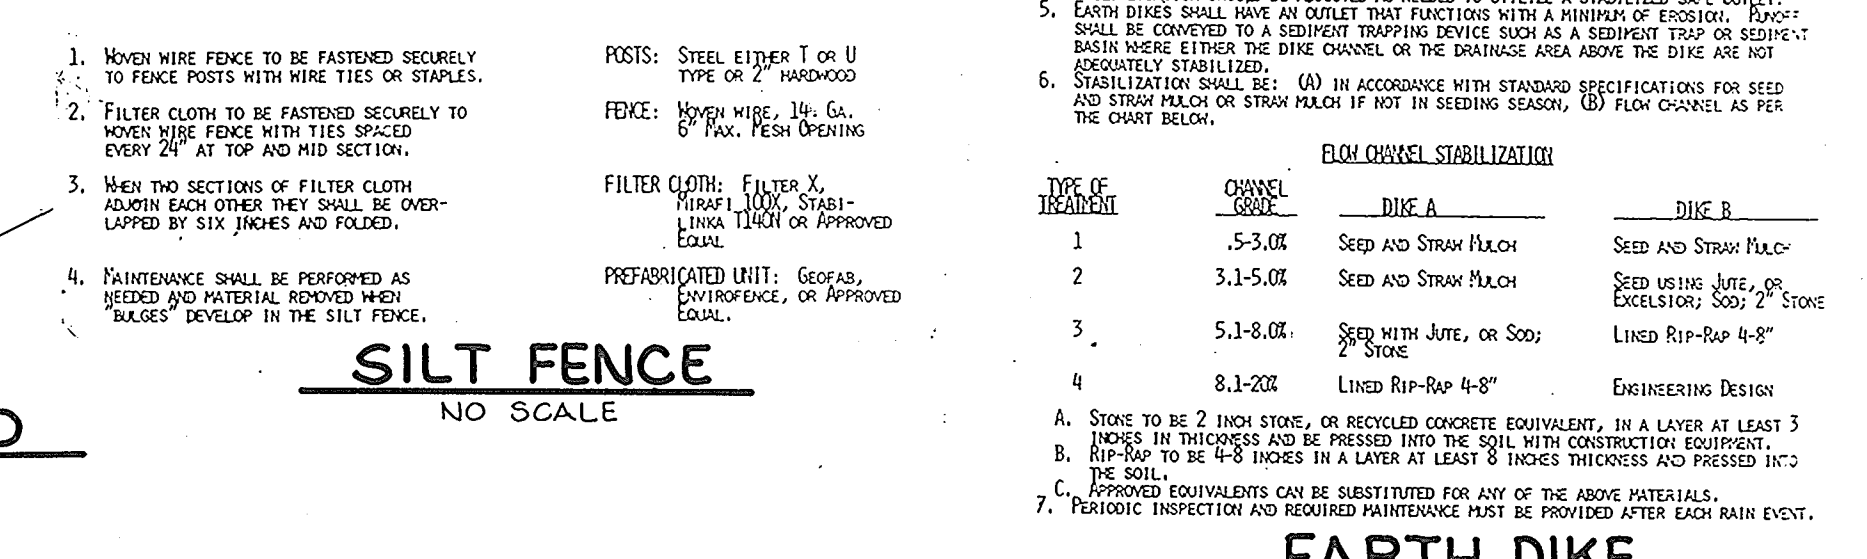 1. WOVEN WIRE FENCE TO BE FASTENED SECURELY
TO FENCE POSTS WITH WIRE TIES OR STAPLES.
2. FILTER CLOTH TO BE FASTENED SECURELY TO
WOVEN WIRE FENCE WITH TIES SPACED
EVERY 24" AT TOP AND MID SECTION.
3. WHEN TWO SECTIONS OF FILTER CLOTH
ADJOIN EACH OTHER THEY SHALL BE OVER-
LAPPED BY SIX INCHES AND FOLDED.
4. MAINTENANCE SHALL BE PERFORMED AS
NEEDED AND MATERIAL REMOVED WHEN
"BULGES" DEVELOP IN THE SILT FENCE.
POSTS: STEEL EITHER T OR U
TYPE OR 2" HARDWOOD
FENCE: WOVEN WIRE, 14. GA.
6" MAX. MESH OPENING
FILTER CLOTH: FILTER X,
MIRAFI 100X, STABI-
LINKA T140N OR APPROVED
EQUAL
PREFABRICATED UNIT: GEOFAB,
ENVIROFENCE, OR APPROVED
EQUAL.
SILT FENCE
NO SCALE
5. EARTH DIKES SHALL HAVE AN OUTLET THAT FUNCTIONS WITH A MINIMUM OF EROSION. RUNOFF
SHALL BE CONVEYED TO A SEDIMENT TRAPPING DEVICE SUCH AS A SEDIMENT TRAP OR SEDIMENT
BASIN WHERE EITHER THE DIKE CHANNEL OR THE DRAINAGE AREA ABOVE THE DIKE ARE NOT
ADEQUATELY STABILIZED.
6. STABILIZATION SHALL BE: (A) IN ACCORDANCE WITH STANDARD SPECIFICATIONS FOR SEED
AND STRAW MULCH OR STRAW MULCH IF NOT IN SEEDING SEASON, (B) FLOW CHANNEL AS PER
THE CHART BELOW.
FLOW CHANNEL STABILIZATION
TYPE OF TREATMENT CHANNEL GRADE DIKE A DIKE B
1 .5-3.0% SEED AND STRAW MULCH SEED AND STRAW MULCH
2 3.1-5.0% SEED AND STRAW MULCH SEED USING JUTE, OR
EXCELSIOR; SOD; 2" STONE
3 5.1-8.0% SEED WITH JUTE, OR SOD; LINED RIP-RAP 4-8"
2" STONE
4 8.1-20% LINED RIP-RAP 4-8" ENGINEERING DESIGN
A. STONE TO BE 2 INCH STONE, OR RECYCLED CONCRETE EQUIVALENT, IN A LAYER AT LEAST 3
INCHES IN THICKNESS AND BE PRESSED INTO THE SOIL WITH CONSTRUCTION EQUIPMENT.
B. RIP-RAP TO BE 4-8 INCHES IN A LAYER AT LEAST 8 INCHES THICKNESS AND PRESSED INTO
THE SOIL.
C. APPROVED EQUIVALENTS CAN BE SUBSTITUTED FOR ANY OF THE ABOVE MATERIALS.
7. PERIODIC INSPECTION AND REQUIRED MAINTENANCE MUST BE PROVIDED AFTER EACH RAIN EVENT.
EARTH DIKE